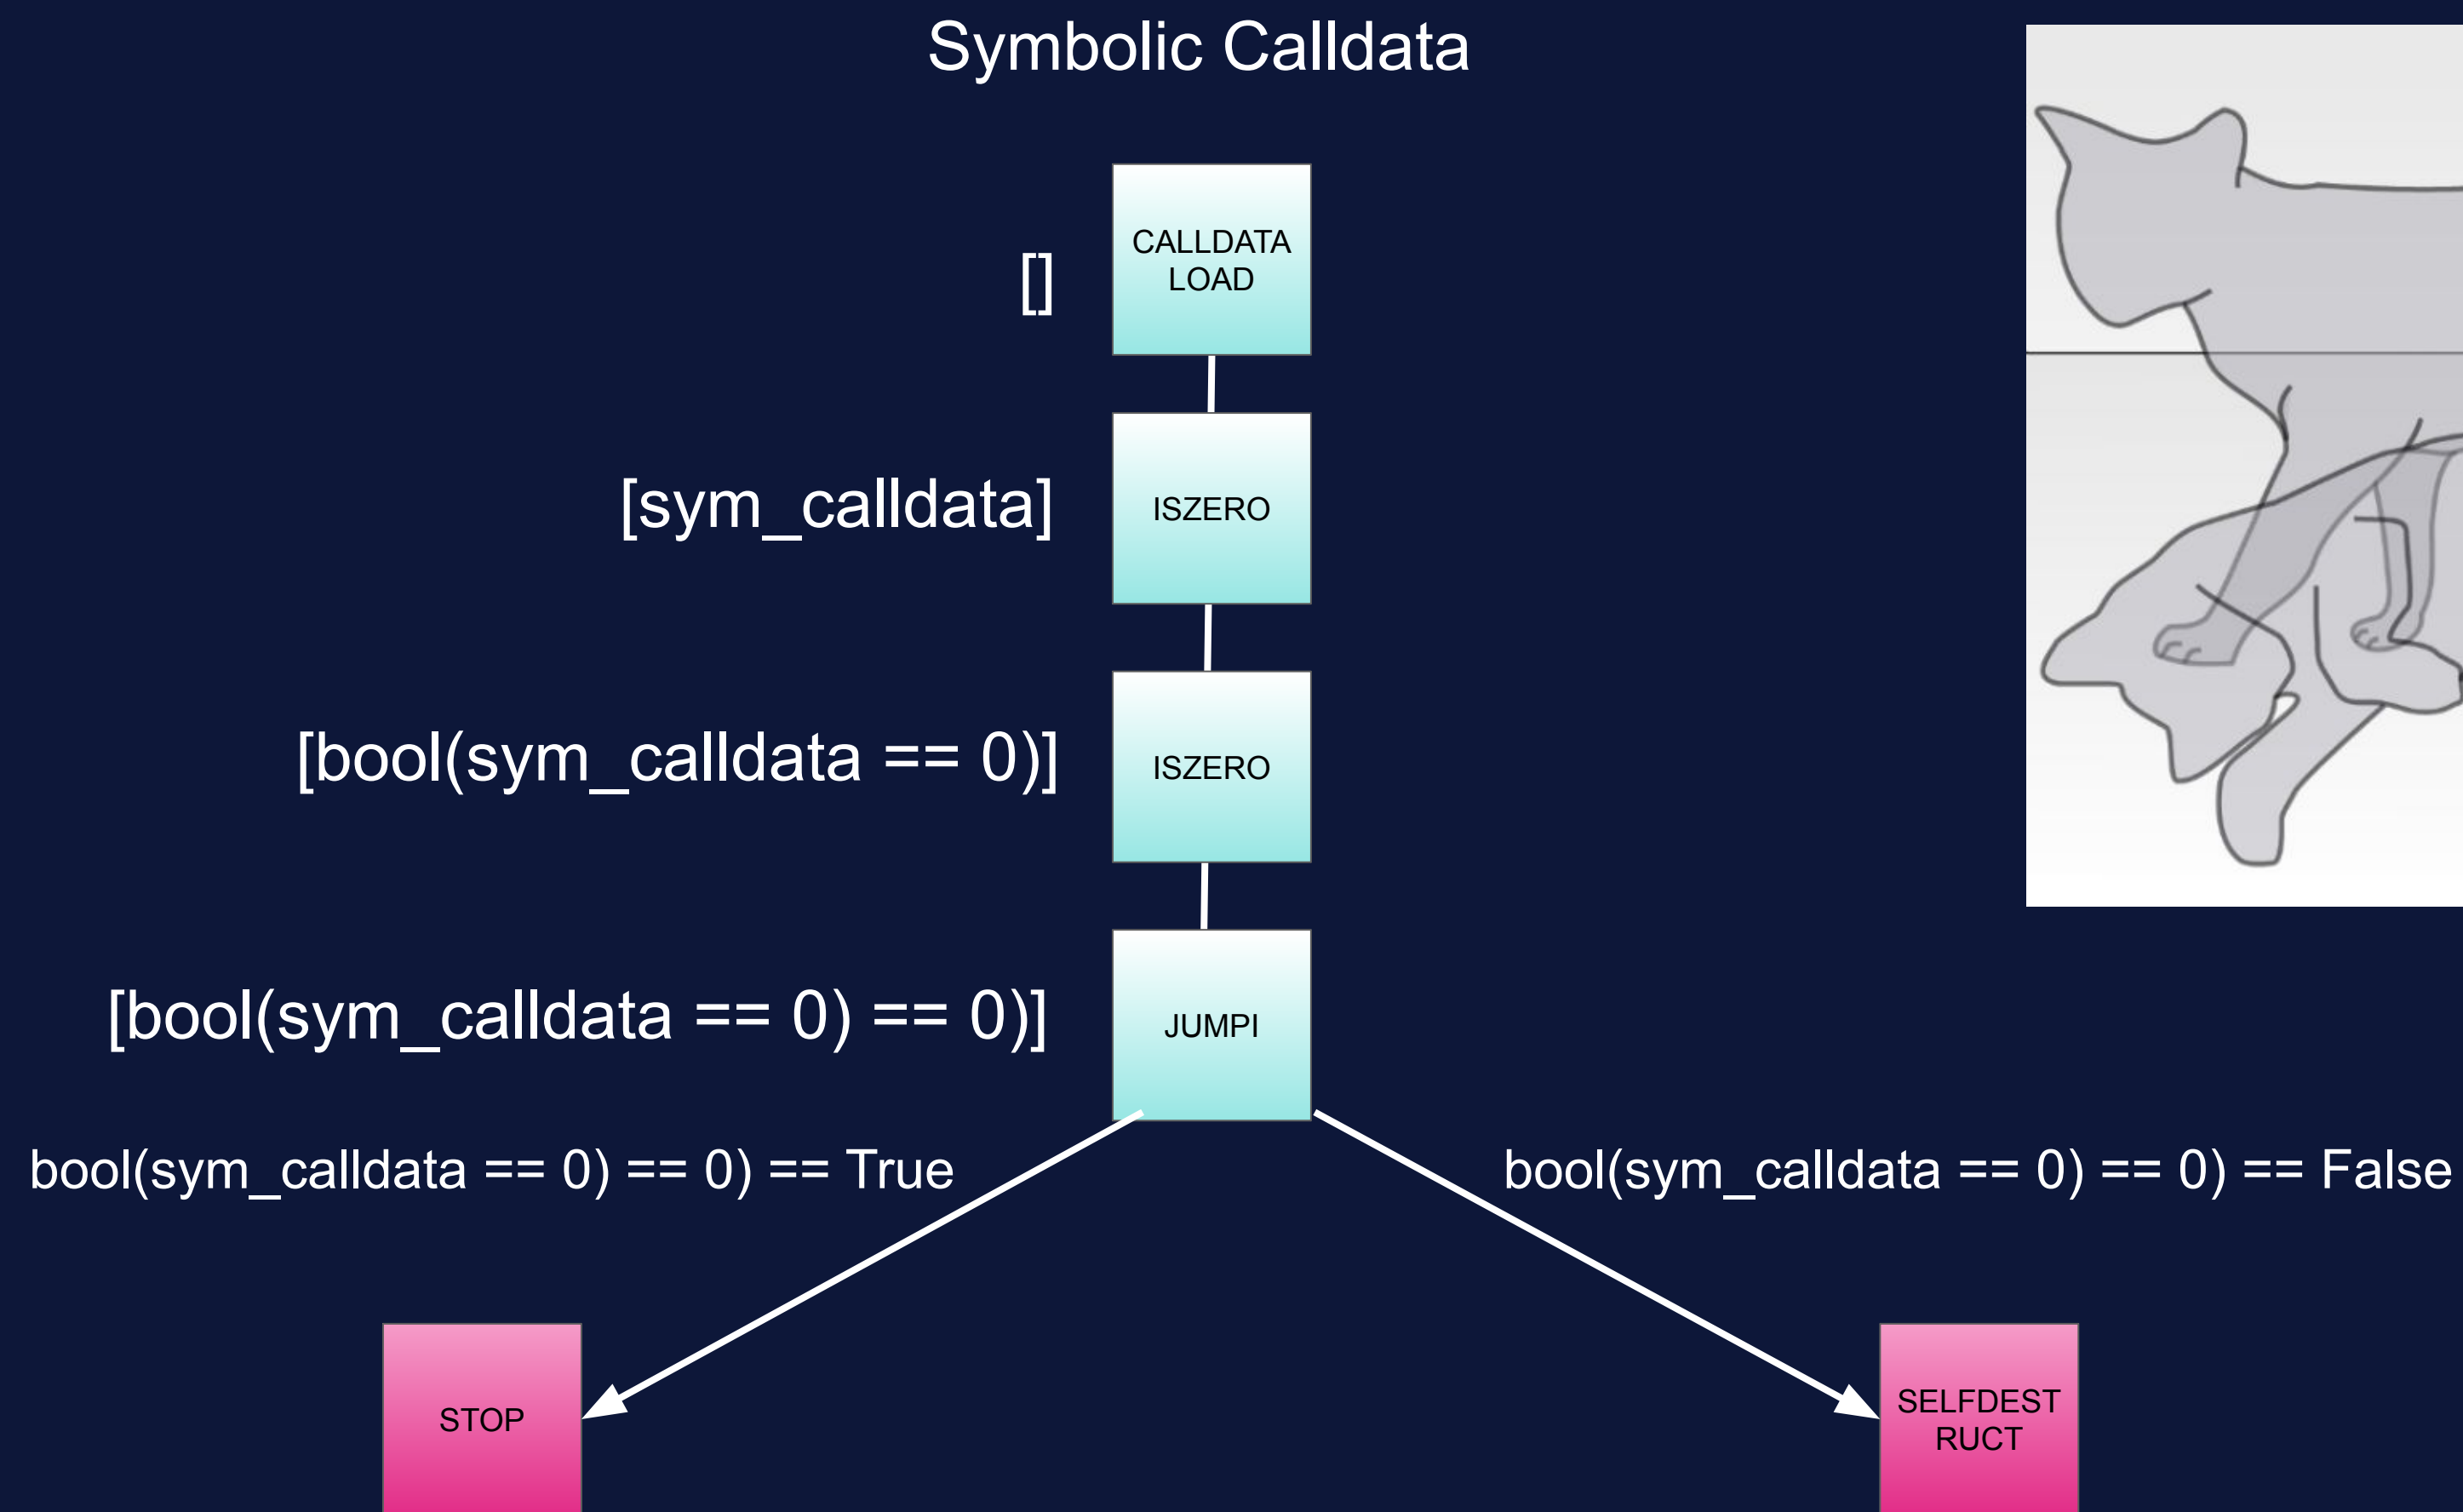 Symbolic Calldata
[]
CALLDATA
LOAD
[sym_calldata]
ISZERO
[bool(sym_calldata == 0)]
ISZERO
[bool(sym_calldata == 0) == 0)]
JUMPI
bool(sym_calldata == 0) == 0) == True
bool(sym_calldata == 0) == 0) == False
STOP
SELFDEST
RUCT